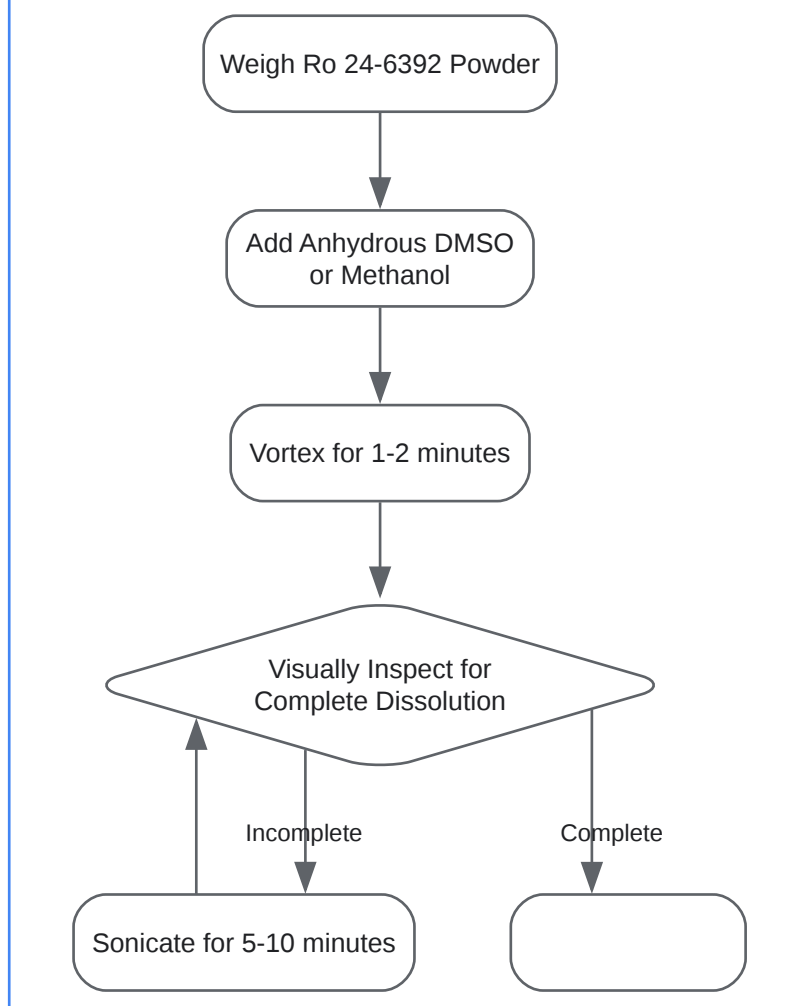 Weigh Ro 24-6392 Powder
Add Anhydrous DMSO
or Methanol
Vortex for 1-2 minutes
Visually Inspect for
Complete Dissolution
Incomplete
Complete
Sonicate for 5-10 minutes